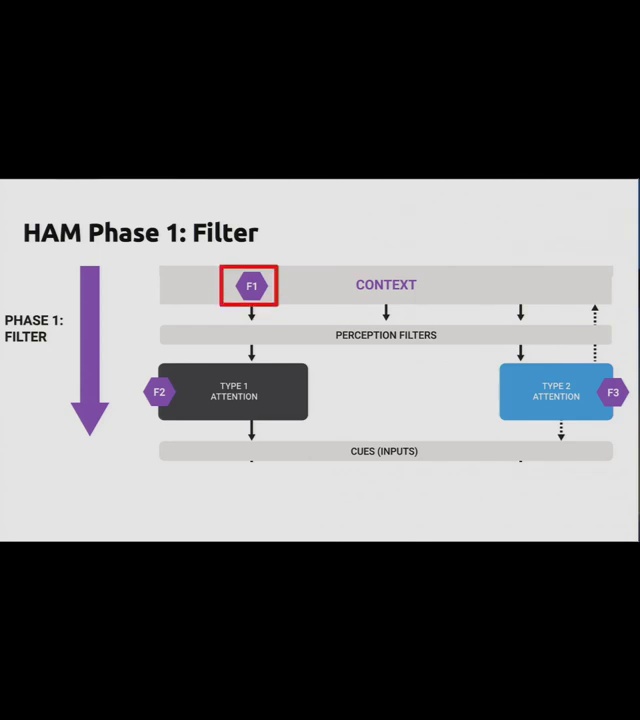 HAM Phase 1: Filter
F1
CONTEXT
PHASE 1:
FILTER
PERCEPTION FILTERS
F2
TYPE 1
ATTENTION
TYPE 2
ATTENTION
F3
CUES (INPUTS)